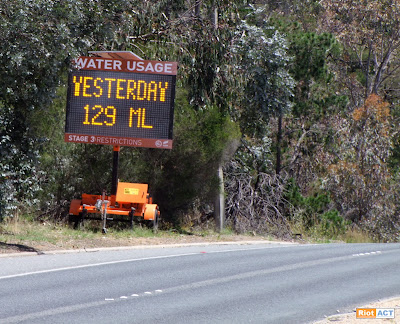 WATER USAGE
YESTERDAY
129 ML
STAGE 3 RESTRICTIONS
RiotACT